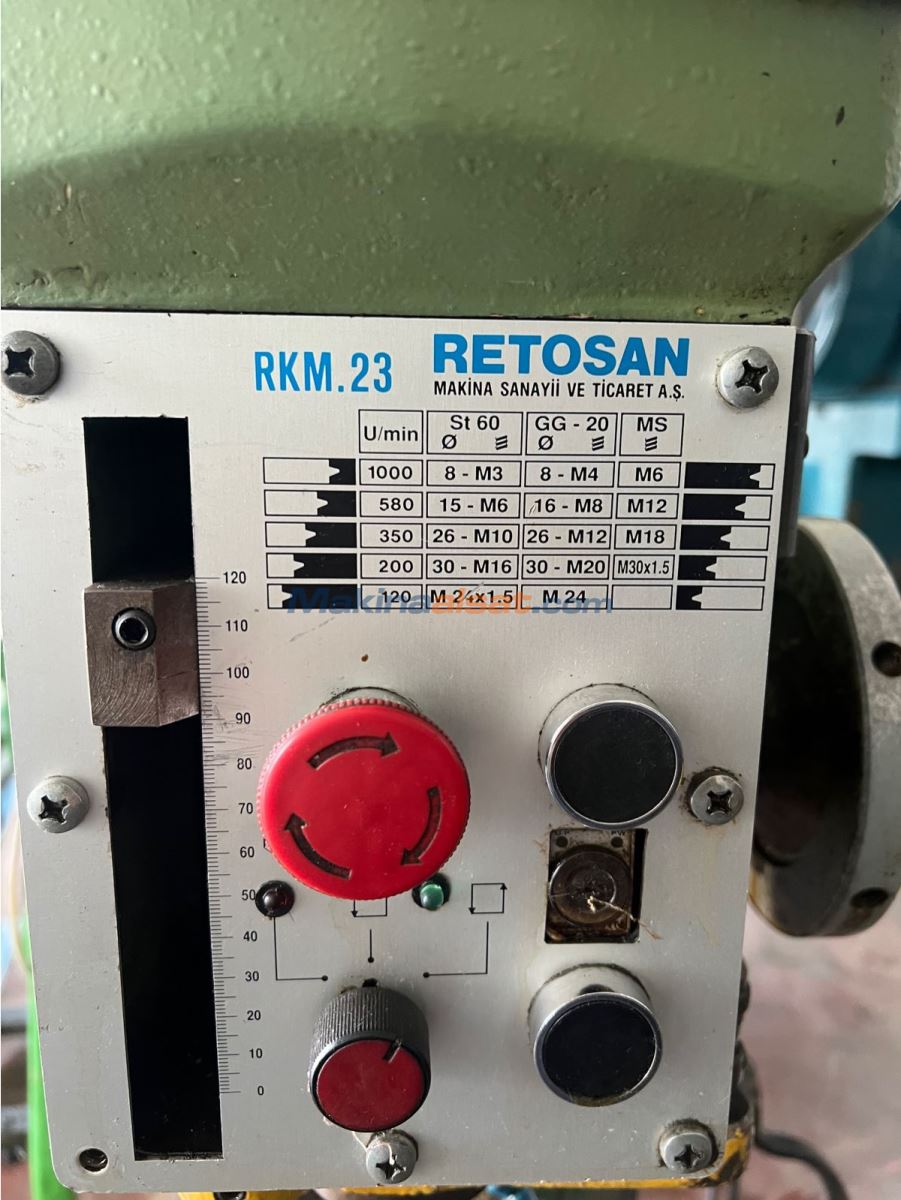 RKM.23
RETOSAN
MAKİNA SANAYİİ VE TİCARET A.Ş.
U/min St 60 GG - 20 MS
Ø Ø
1000 8 - M3 8 - M4 M6
580 15 - M6 16 - M8 M12
350 26 - M10 26 - M12 M18
200 30 - M16 30 - M20 M30x1.5
120 M 24x1.5 M 24
Makinaalsat.com
120
110
100
90
80
70
60
50
40
30
20
10
0